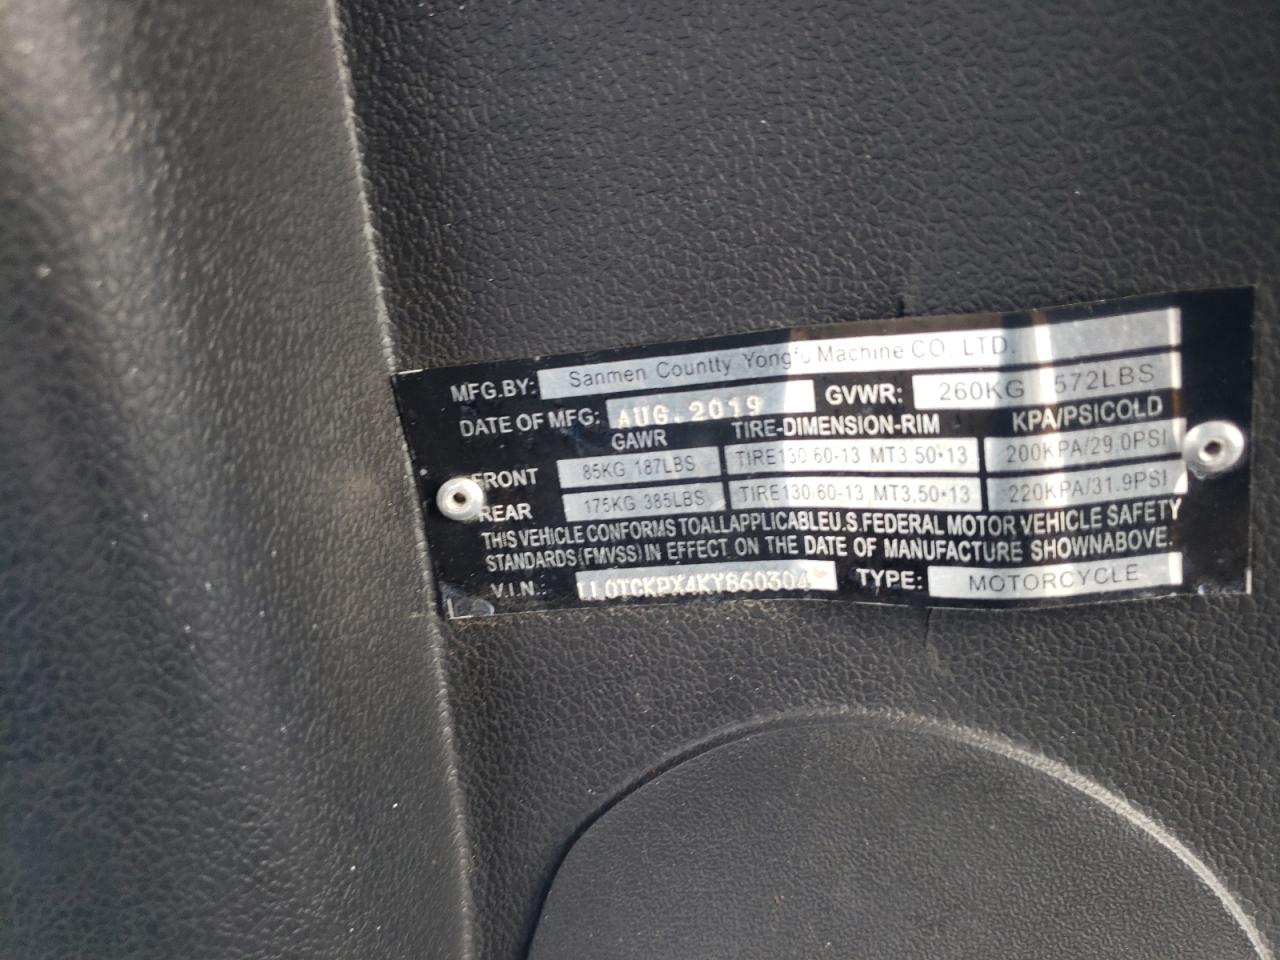 MFG.BY: Sanmen Countty Yongfu Machine CO. LTD.
DATE OF MFG: AUG.2019 GVWR: 260KG 572LBS
GAWR TIRE-DIMENSION-RIM KPA/PSICOLD
FRONT 85KG 187LBS TIRE130 60-13 MT3.50*13 200KPA/29.0PSI
REAR 175KG 385LBS TIRE130 60-13 MT3.50*13 220KPA/31.9PSI
THIS VEHICLE CONFORMS TOALLAPPLICABLEU.S.FEDERAL MOTOR VEHICLE SAFETY
STANDARDS(FMVSS)IN EFFECT ON THE DATE OF MANUFACTURE SHOWNABOVE.
V.I.N.: LL0TCKPX4KY860304 TYPE: MOTORCYCLE